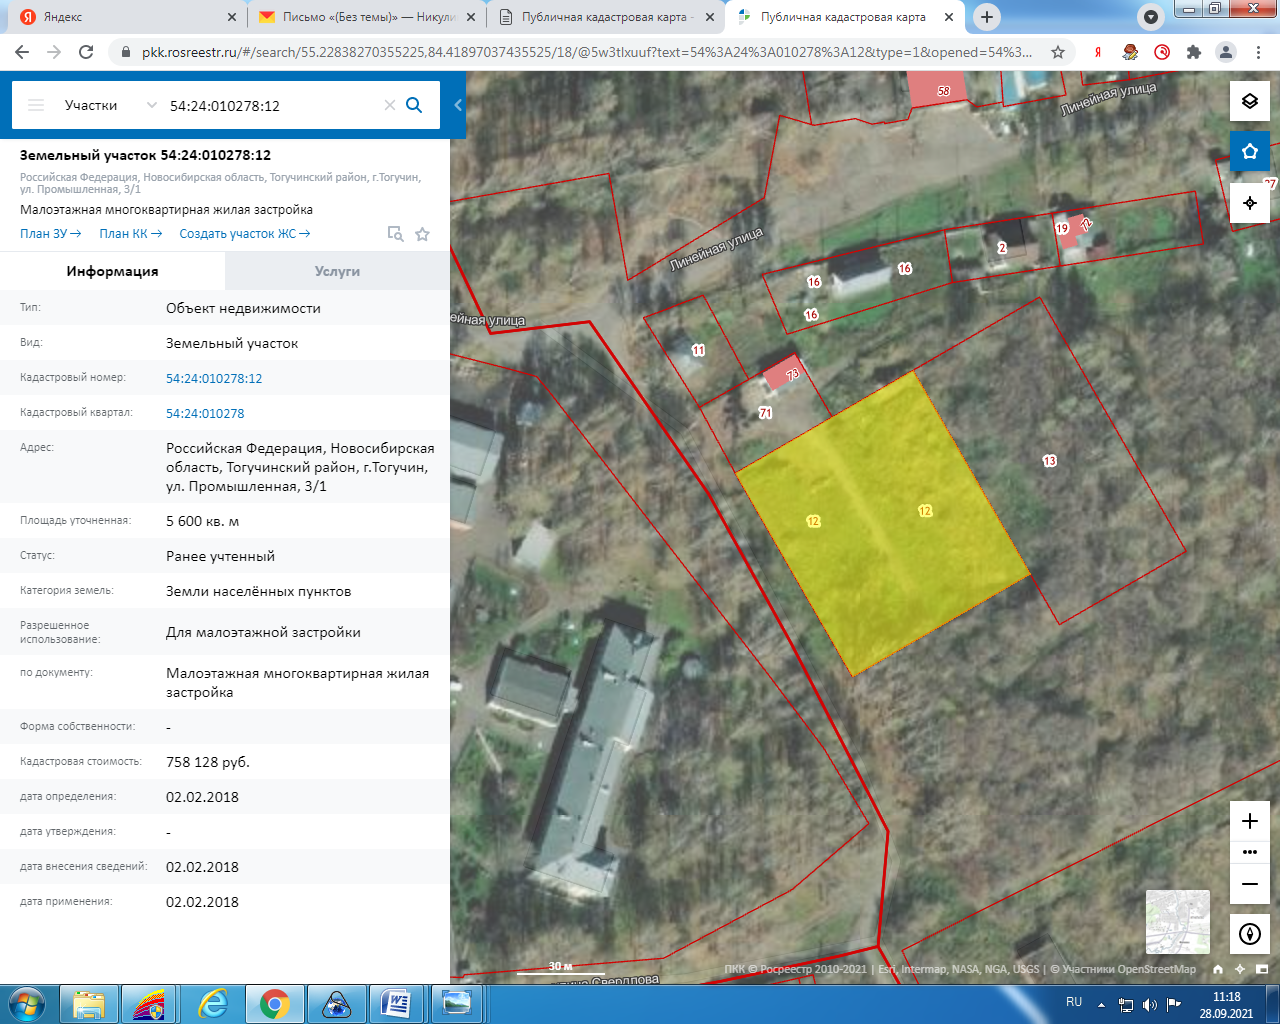 Яндекс
Письмо «(Без темы)» — Никули
Публичная кадастровая карта -
Публичная кадастровая карта
pkk.rosreestr.ru/#/search/55.22838270355225,84.41897037435525/18/@5w3tlxuuf?text=54%3A24%3A010278%3A12&type=1&opened=54%3...
Участки
54:24:010278:12
Земельный участок 54:24:010278:12
Российская Федерация, Новосибирская область, Тогучинский район, г.Тогучин,
ул. Промышленная, 3/1
Малоэтажная многоквартирная жилая застройка
План ЗУ → План КК → Создать участок ЖС →
Информация
Услуги
Тип: Объект недвижимости
Вид: Земельный участок
Кадастровый номер: 54:24:010278:12
Кадастровый квартал: 54:24:010278
Адрес: Российская Федерация, Новосибирская
область, Тогучинский район, г.Тогучин,
ул. Промышленная, 3/1
Площадь уточненная: 5 600 кв. м
Статус: Ранее учтенный
Категория земель: Земли населённых пунктов
Разрешенное
использование: Для малоэтажной застройки
по документу: Малоэтажная многоквартирная жилая
застройка
Форма собственности: -
Кадастровая стоимость: 758 128 руб.
дата определения: 02.02.2018
дата утверждения: -
дата внесения сведений: 02.02.2018
дата применения: 02.02.2018
58
Линейная улица
27
19
72
2
Линейная улица
16
16
16
ейная улица
11
73
71
13
12
12
30 м
Свердлова
ПКК © Росреестр 2010-2021 | Esri, Intermap, NASA, NGA, USGS | © Участники OpenStreetMap
RU
11:18
28.09.2021